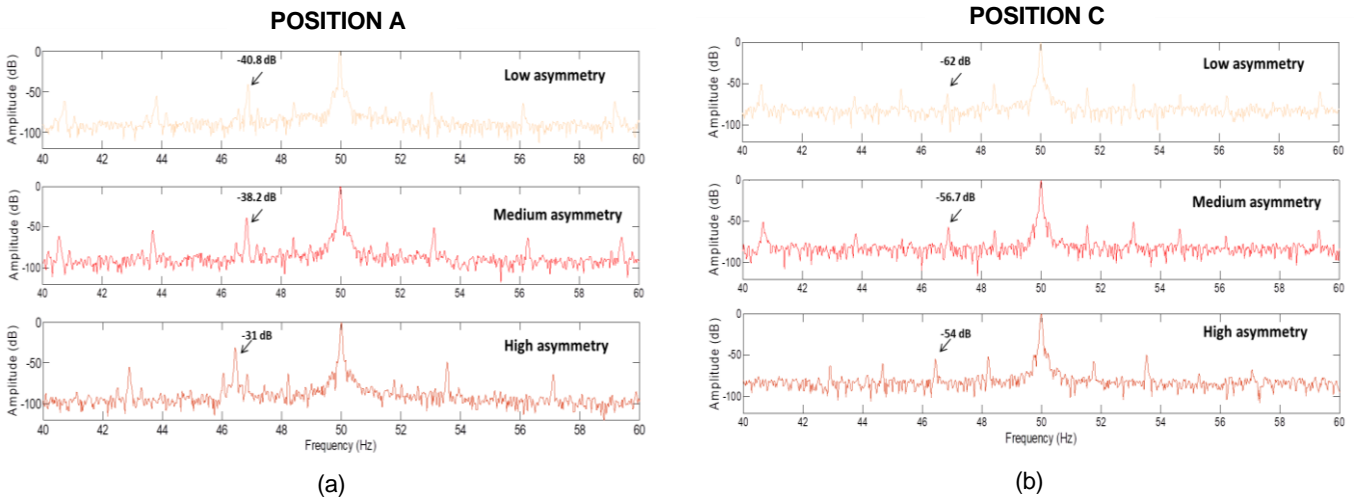 POSITION A
Amplitude (dB)
0
-50
-100
-40.8 dB
Low asymmetry
40 42 44 46 48 50 52 54 56 58 60
Amplitude (dB)
0
-50
-100
-38.2 dB
Medium asymmetry
40 42 44 46 48 50 52 54 56 58 60
Amplitude (dB)
0
-50
-100
-31 dB
High asymmetry
40 42 44 46 48 50 52 54 56 58 60
Frequency (Hz)
(a)
POSITION C
Amplitude (dB)
0
-50
-100
-62 dB
Low asymmetry
40 42 44 46 48 50 52 54 56 58 60
Amplitude (dB)
0
-50
-100
-56.7 dB
Medium asymmetry
40 42 44 46 48 50 52 54 56 58 60
Amplitude (dB)
0
-50
-100
-54 dB
High asymmetry
40 42 44 46 48 50 52 54 56 58 60
Frequency (Hz)
(b)